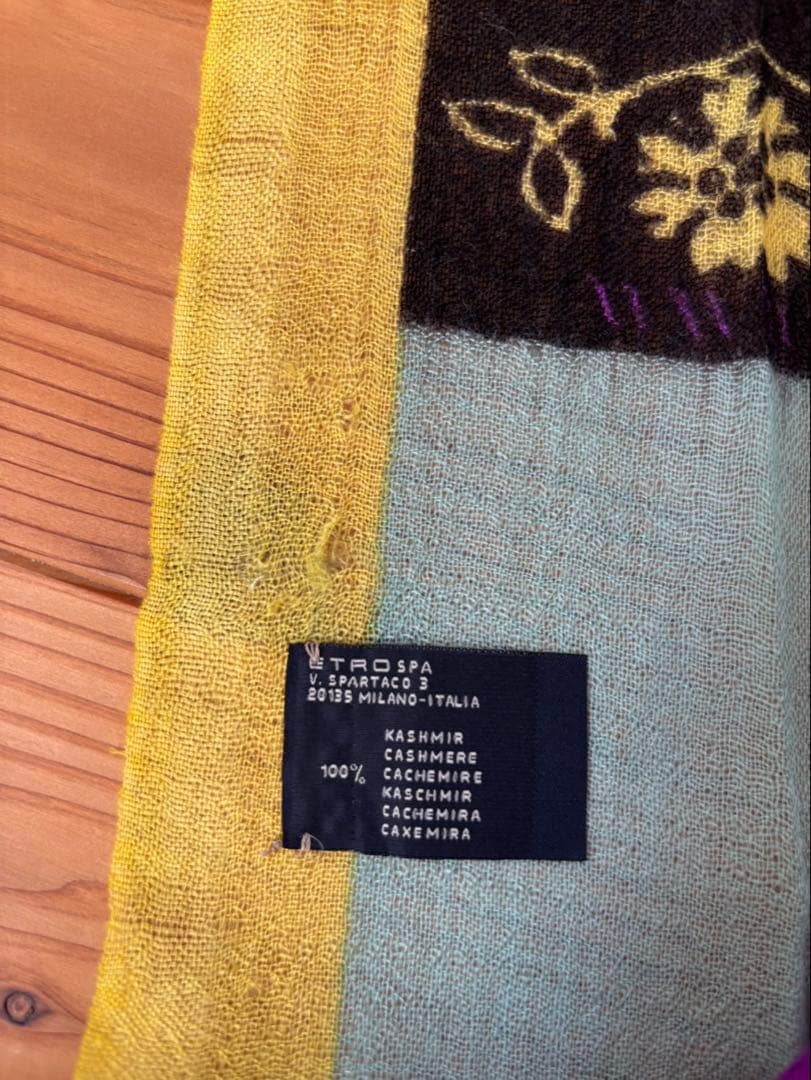 ETRO SPA
V. SPARTACO 3
20135 MILANO-ITALIA
KASHMIR
CASHMERE
100% CACHEMIRE
KASCHMIR
CACHEMIRA
CAXEMIRA